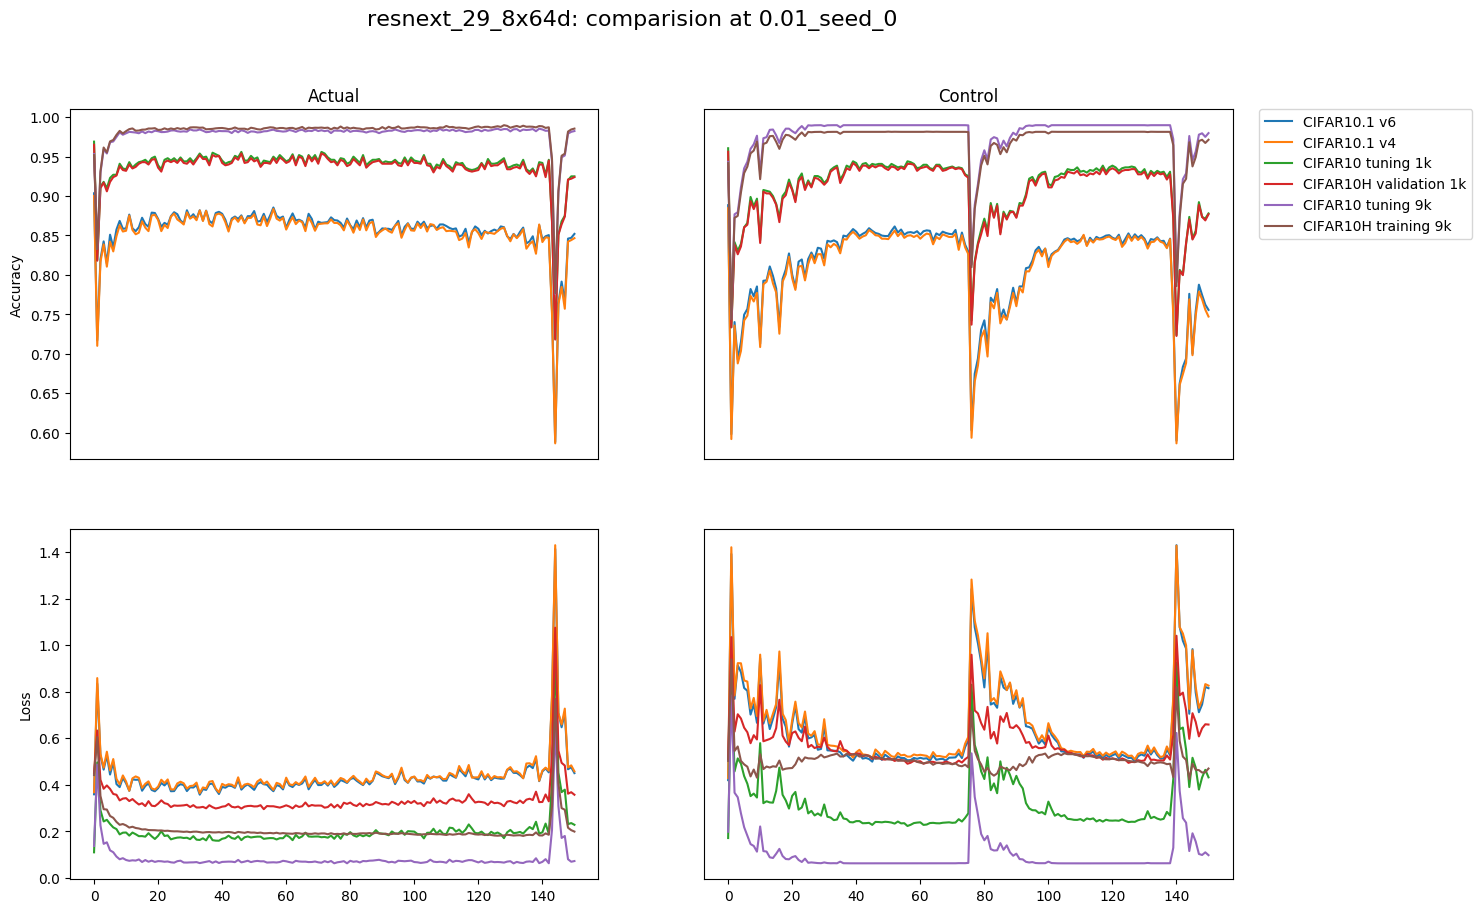 resnext_29_8x64d: comparision at 0.01_seed_0
Actual
Control
Accuracy
1.00
0.95
0.90
0.85
0.80
0.75
0.70
0.65
0.60
CIFAR10.1 v6
CIFAR10.1 v4
CIFAR10 tuning 1k
CIFAR10H validation 1k
CIFAR10 tuning 9k
CIFAR10H training 9k
Loss
1.4
1.2
1.0
0.8
0.6
0.4
0.2
0.0
0 20 40 60 80 100 120 140
0 20 40 60 80 100 120 140